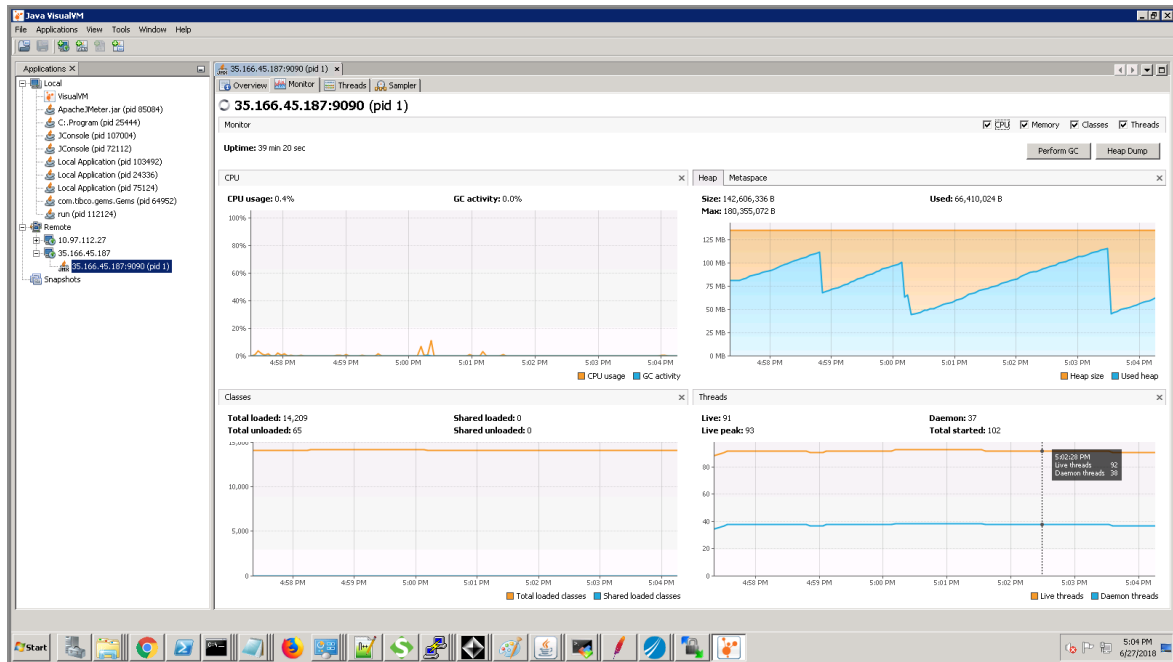 Java VisualVM
File Applications View Tools Window Help
Applications
Local
VisualVM
ApacheJMeter.jar (pid 85084)
C:.Program (pid 25444)
JConsole (pid 107004)
JConsole (pid 72112)
Local Application (pid 103492)
Local Application (pid 24336)
Local Application (pid 75124)
com.tibco.gems.Gems (pid 64952)
run (pid 112124)
Remote
10.97.112.27
35.166.45.187
35.166.45.187:9090 (pid 1)
Snapshots
35.166.45.187:9090 (pid 1)
Overview Monitor Threads Sampler
35.166.45.187:9090 (pid 1)
Monitor CPU Memory Classes Threads
Uptime: 39 min 20 sec Perform GC Heap Dump
CPU
CPU usage: 0.4% GC activity: 0.0%
100%
80%
60%
40%
20%
0%
4:58 PM 4:59 PM 5:00 PM 5:01 PM 5:02 PM 5:03 PM 5:04 PM
CPU usage GC activity
Heap Metaspace
Size: 142,606,336 B Used: 66,410,024 B
Max: 180,355,072 B
125 MB
100 MB
75 MB
50 MB
25 MB
0 MB
4:58 PM 4:59 PM 5:00 PM 5:01 PM 5:02 PM 5:03 PM 5:04 PM
Heap size Used heap
Classes
Total loaded: 14,209 Shared loaded: 0
Total unloaded: 65 Shared unloaded: 0
15,000
10,000
5,000
0
4:58 PM 4:59 PM 5:00 PM 5:01 PM 5:02 PM 5:03 PM 5:04 PM
Total loaded classes Shared loaded classes
Threads
Live: 91 Daemon: 37
Live peak: 93 Total started: 102
80
60
40
20
0
5:02:28 PM
Live threads 92
Daemon threads 38
4:58 PM 4:59 PM 5:00 PM 5:01 PM 5:02 PM 5:03 PM 5:04 PM
Live threads Daemon threads
Start
5:04 PM
6/27/2018